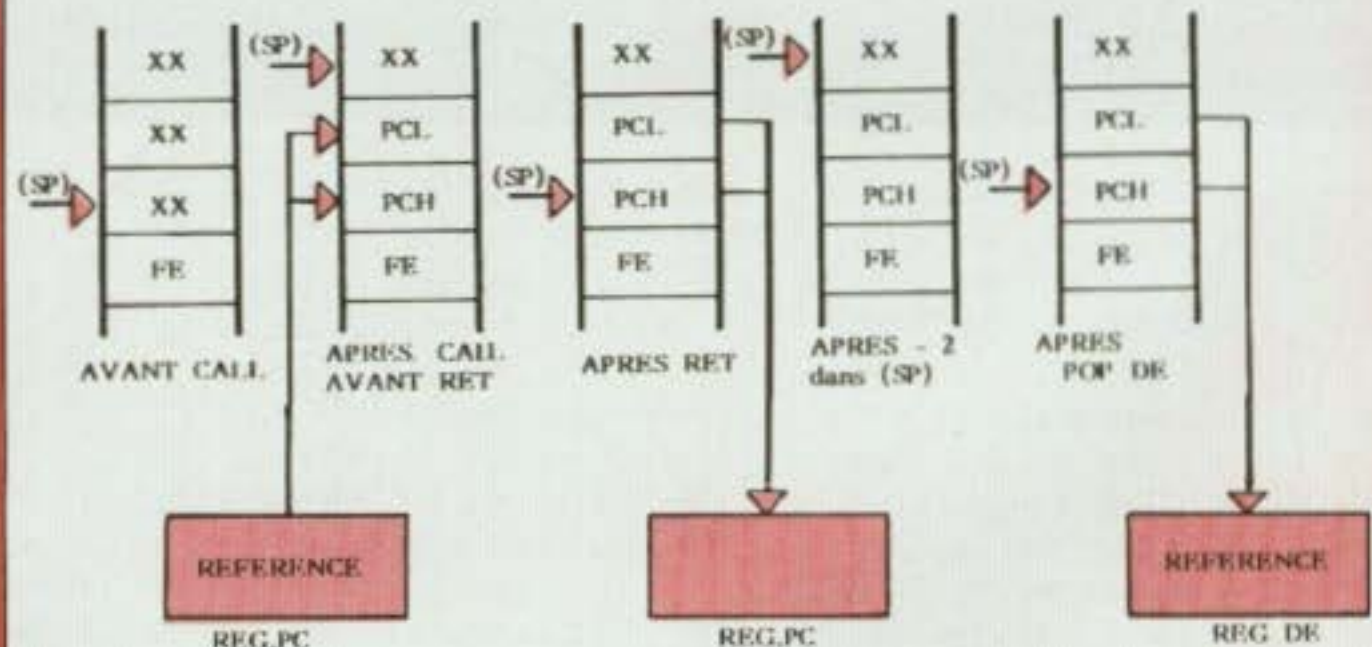 (SP) XX (SP) XX XX (SP) XX XX
XX PCL PCL PCL PCL
(SP) XX PCH (SP) PCH PCH (SP) PCH
FE FE FE FE FE
AVANT CALL
APRES CALL
AVANT RET
APRES RET
APRES - 2
dans (SP)
APRES
POP DE
REFERENCE
REG.PC
REG.PC
REFERENCE
REG DE